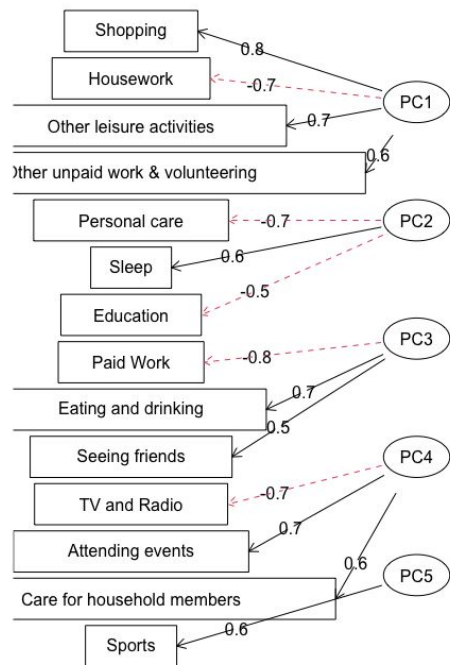 Shopping
0.8
Housework
-0.7
PC1
Other leisure activities
0.7
Other unpaid work & volunteering
0.6
Personal care
-0.7
PC2
Sleep
0.6
Education
-0.5
Paid Work
-0.8
PC3
Eating and drinking
0.7
Seeing friends
0.5
TV and Radio
-0.7
PC4
Attending events
0.7
Care for household members
0.6
PC5
Sports
0.6